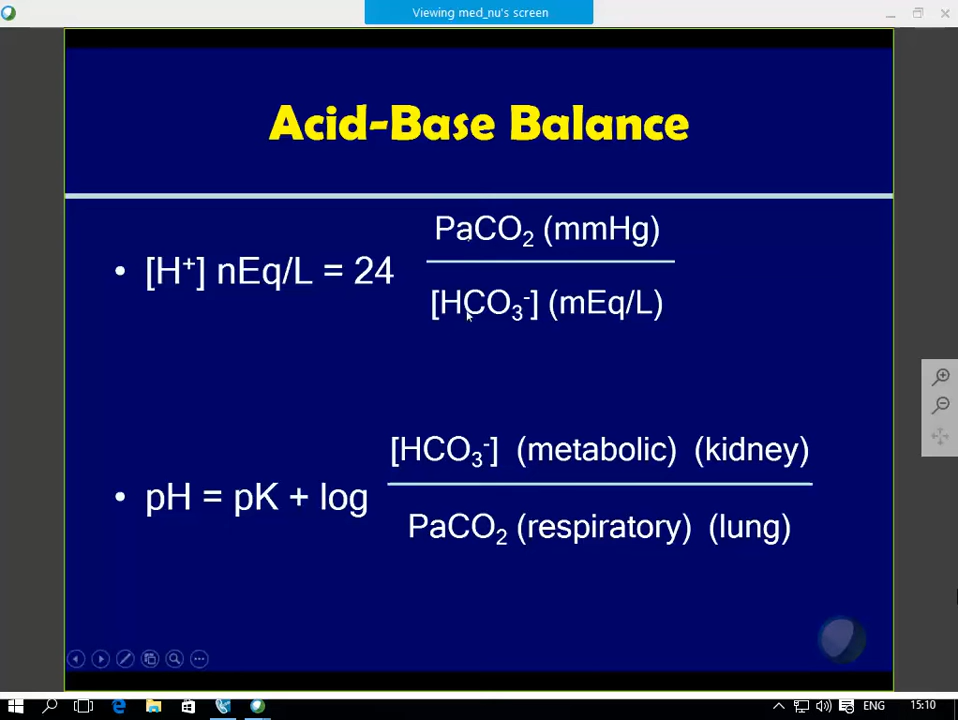 Viewing med_nu's screen
Acid-Base Balance
• [H⁺] nEq/L = 24 PaCO₂ (mmHg)
[HCO₃⁻] (mEq/L)
• pH = pK + log [HCO₃⁻] (metabolic) (kidney)
PaCO₂ (respiratory) (lung)
ENG 15:10